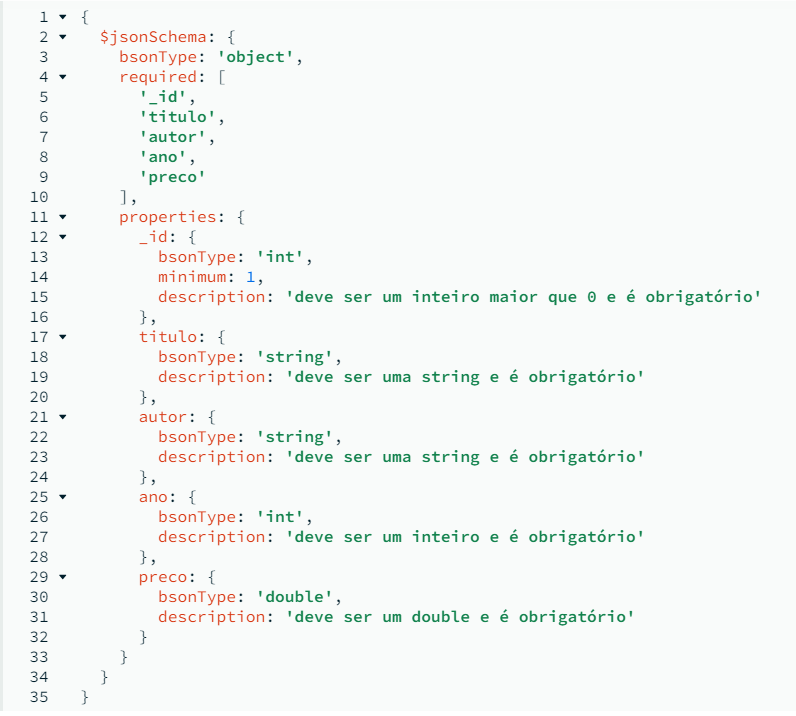 1 {
2 $jsonSchema: {
3 bsonType: 'object',
4 required: [
5 '_id',
6 'titulo',
7 'autor',
8 'ano',
9 'preco'
10 ],
11 properties: {
12 _id: {
13 bsonType: 'int',
14 minimum: 1,
15 description: 'deve ser um inteiro maior que 0 e é obrigatório'
16 },
17 titulo: {
18 bsonType: 'string',
19 description: 'deve ser uma string e é obrigatório'
20 },
21 autor: {
22 bsonType: 'string',
23 description: 'deve ser uma string e é obrigatório'
24 },
25 ano: {
26 bsonType: 'int',
27 description: 'deve ser um inteiro e é obrigatório'
28 },
29 preco: {
30 bsonType: 'double',
31 description: 'deve ser um double e é obrigatório'
32 }
33 }
34 }
35 }